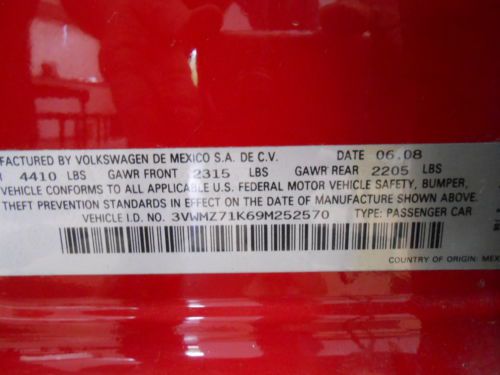 FACTURED BY VOLKSWAGEN DE MEXICO S.A. DE C.V. DATE 06.08
4410 LBS GAWR FRONT 2315 LBS GAWR REAR 2205 LBS
VEHICLE CONFORMS TO ALL APPLICABLE U.S. FEDERAL MOTOR VEHICLE SAFETY, BUMPER,
THEFT PREVENTION STANDARDS IN EFFECT ON THE DATE OF MANUFACTURE SHOWN ABOVE.
VEHICLE I.D. NO. 3VWMZ71K69M252570 TYPE: PASSENGER CAR
COUNTRY OF ORIGIN: MEX